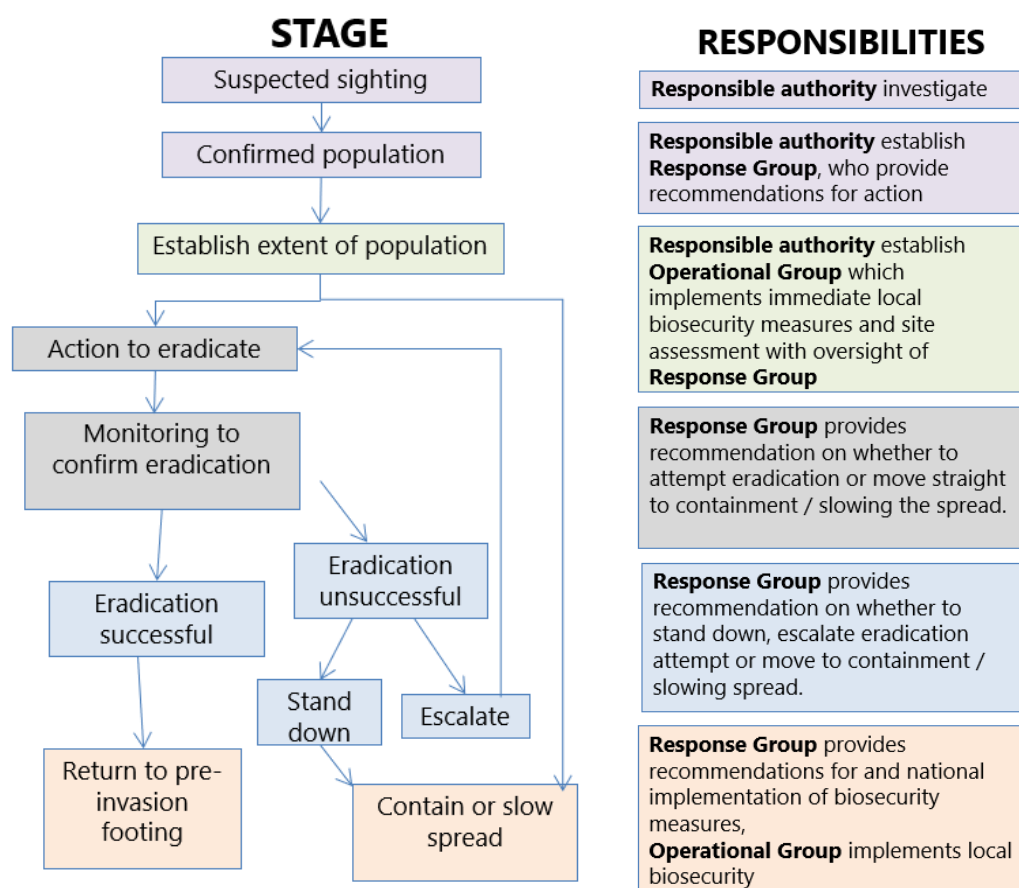 STAGE
Suspected sighting
Confirmed population
Establish extent of population
Action to eradicate
Monitoring to
confirm eradication
Eradication
unsuccessful
Eradication
successful
Stand
down
Escalate
Return to pre-
invasion
footing
Contain or slow
spread
RESPONSIBILITIES
Responsible authority investigate
Responsible authority establish
Response Group, who provide
recommendations for action
Responsible authority establish
Operational Group which
implements immediate local
biosecurity measures and site
assessment with oversight of
Response Group
Response Group provides
recommendation on whether to
attempt eradication or move straight
to containment / slowing the spread.
Response Group provides
recommendation on whether to
stand down, escalate eradication
attempt or move to containment /
slowing spread.
Response Group provides
recommendations for and national
implementation of biosecurity
measures,
Operational Group implements local
biosecurity